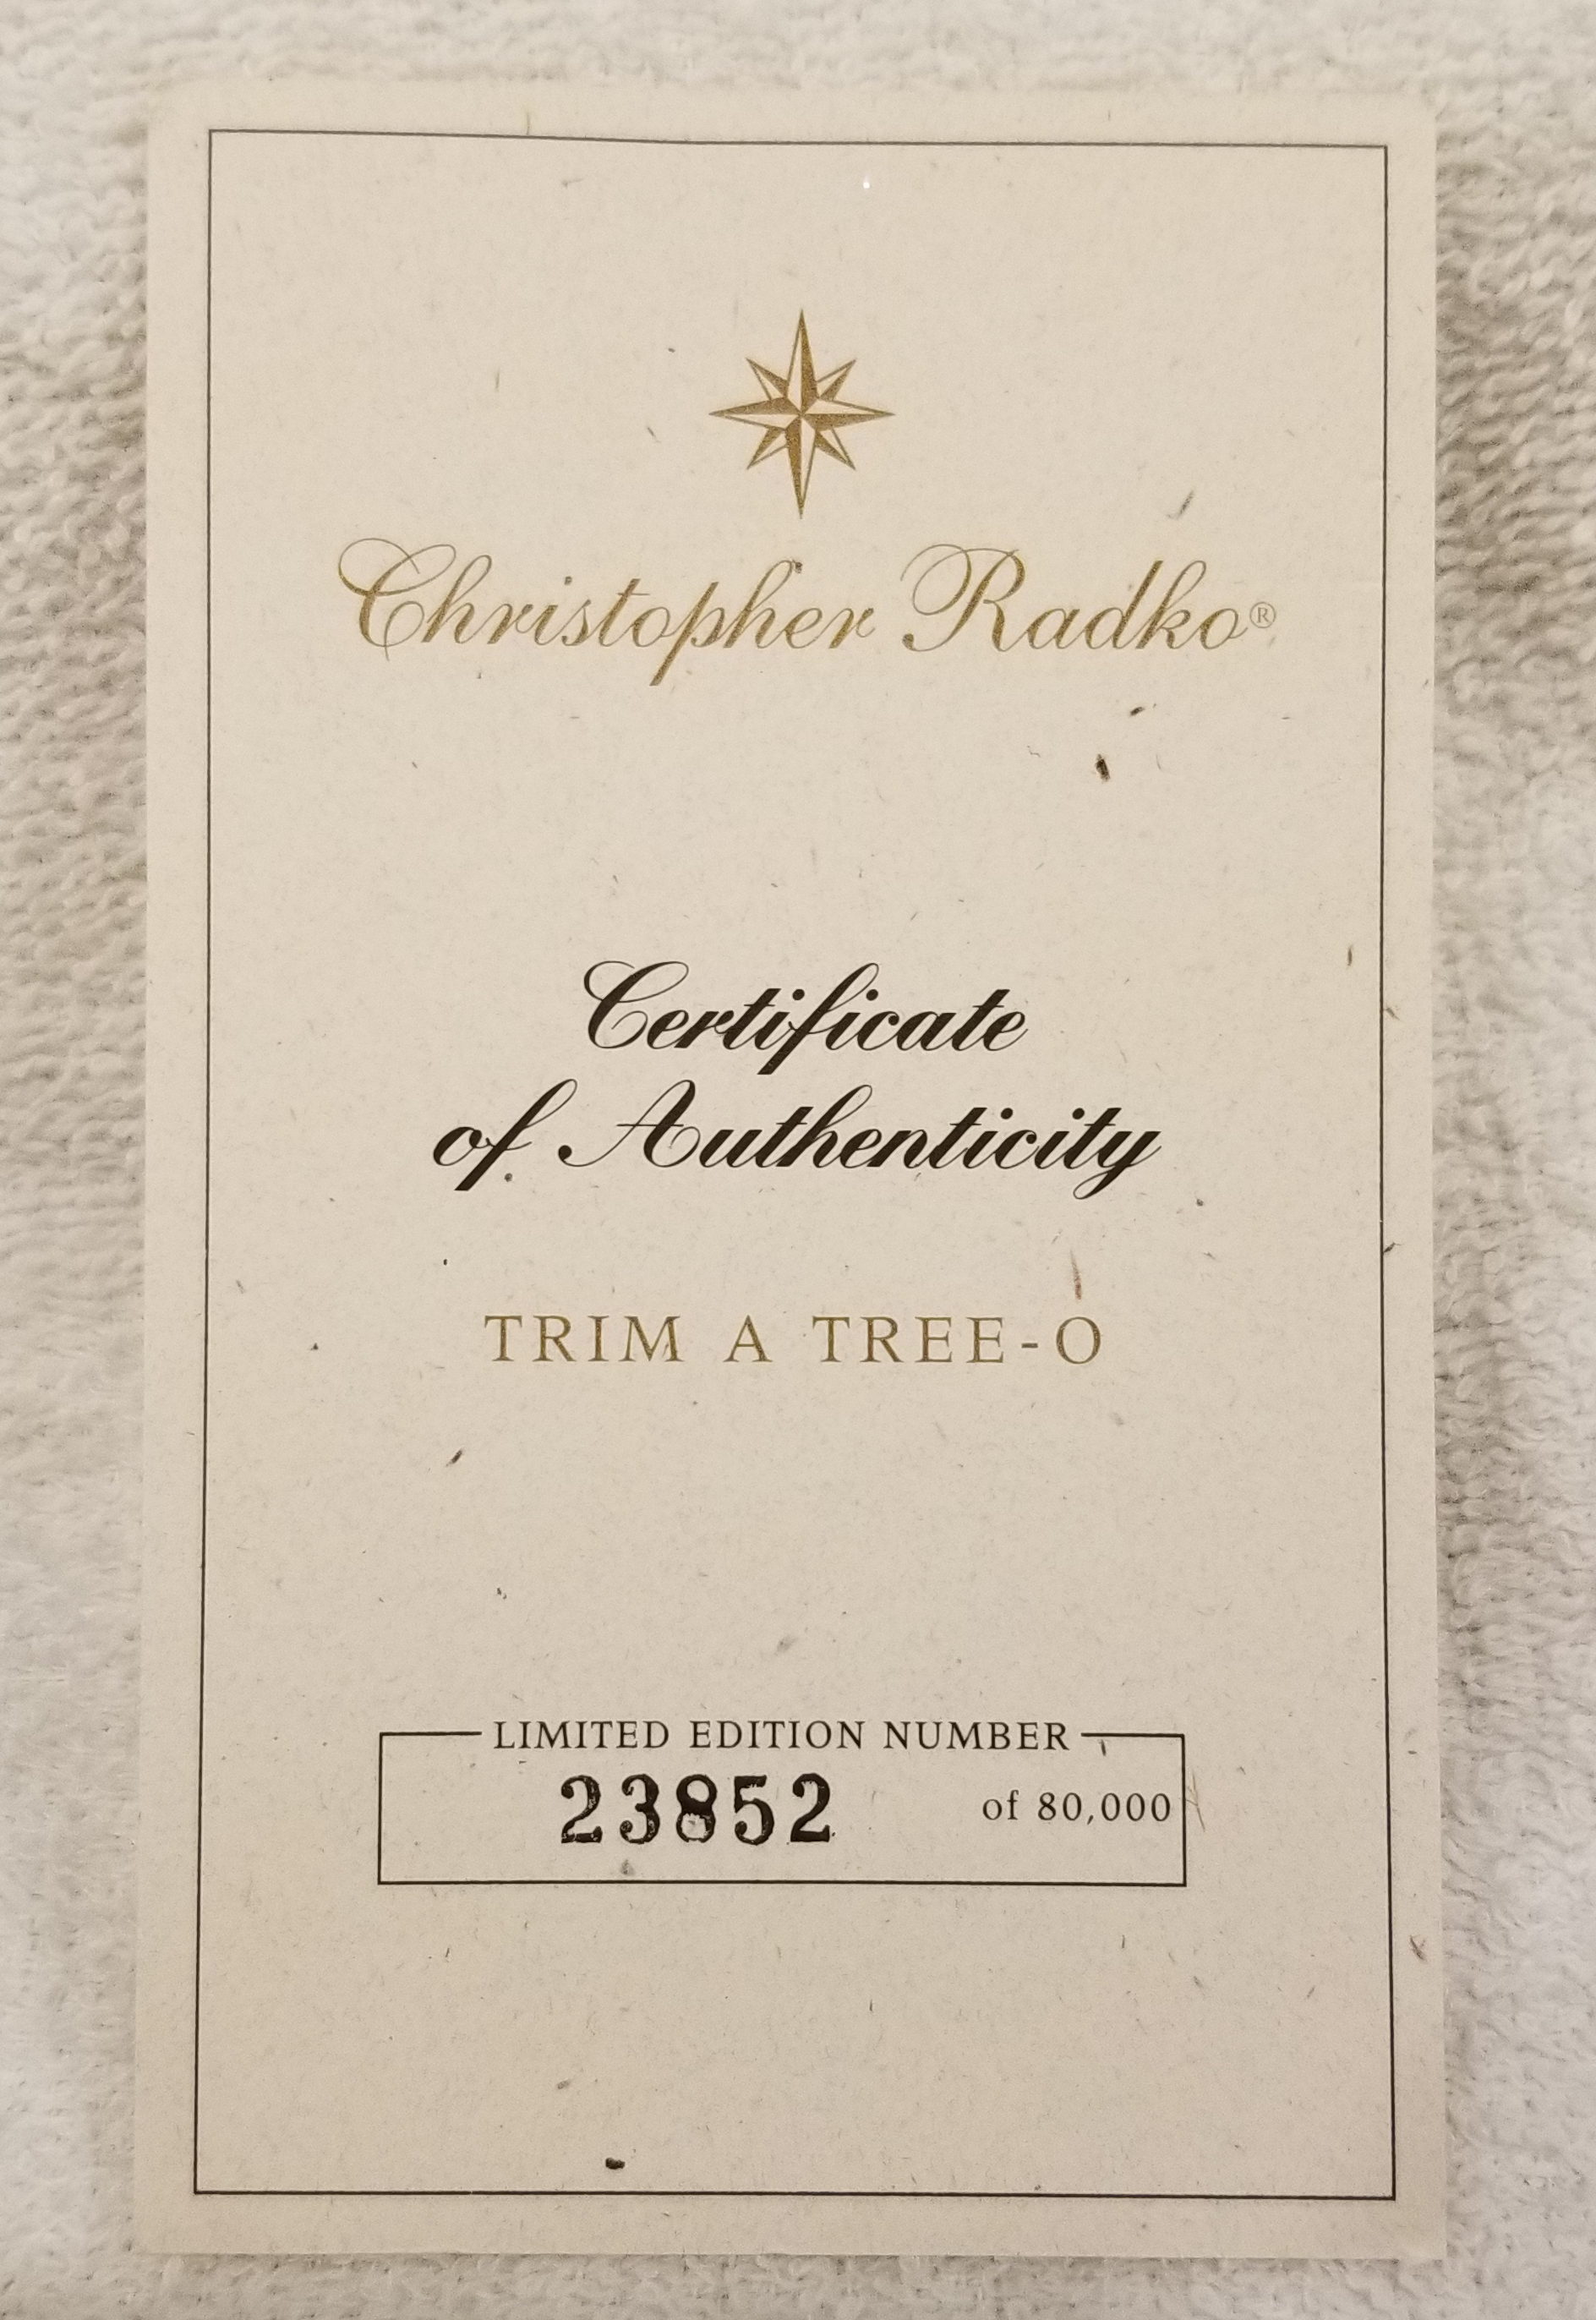 Christopher Radko®
Certificate
of Authenticity
TRIM A TREE-O
LIMITED EDITION NUMBER
23852 of 80,000